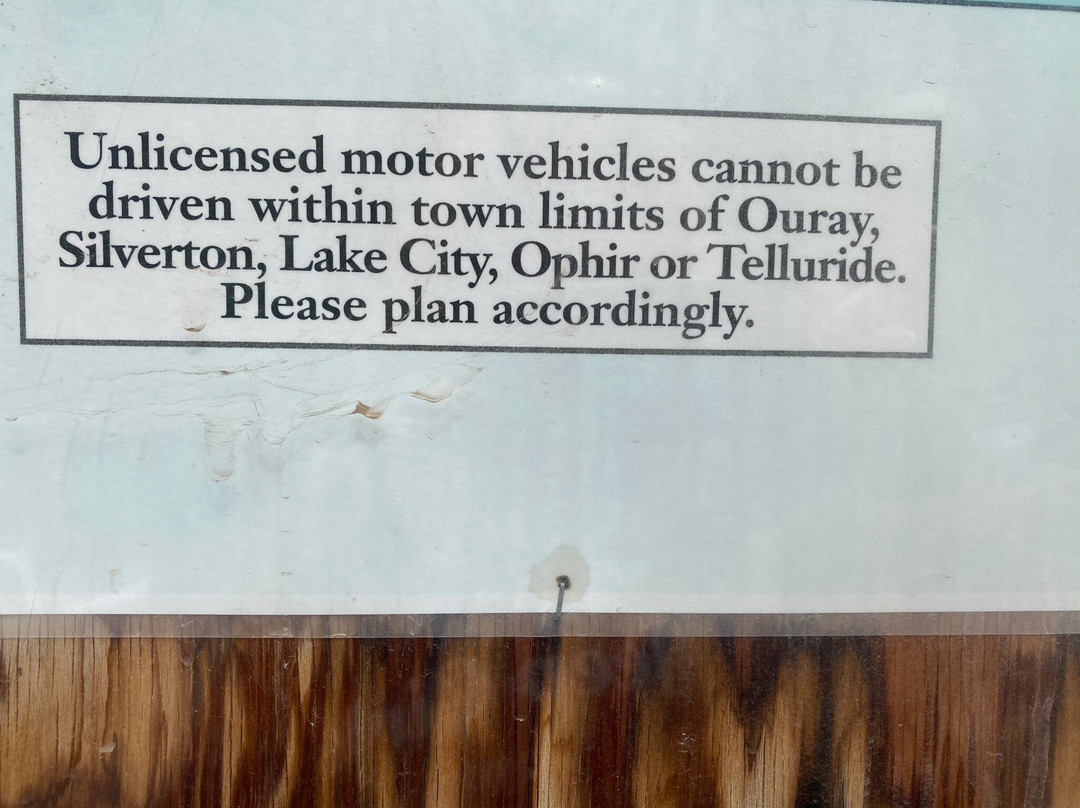 Unlicensed motor vehicles cannot be
driven within town limits of Ouray,
Silverton, Lake City, Ophir or Telluride.
Please plan accordingly.